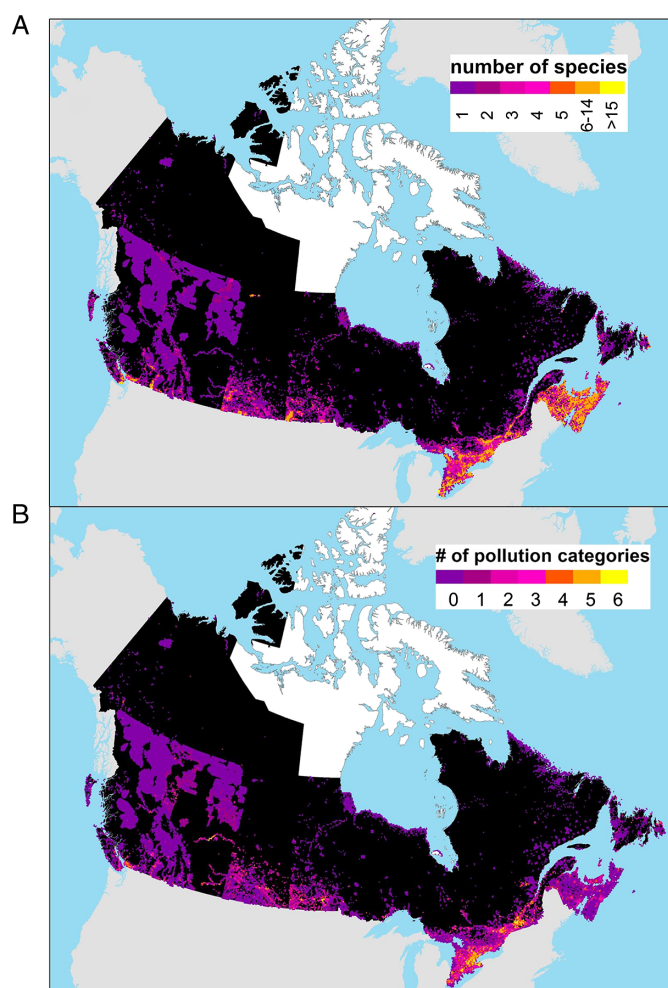 A
number of species
1 2 3 4 5 6-14 >15
B
# of pollution categories
0 1 2 3 4 5 6